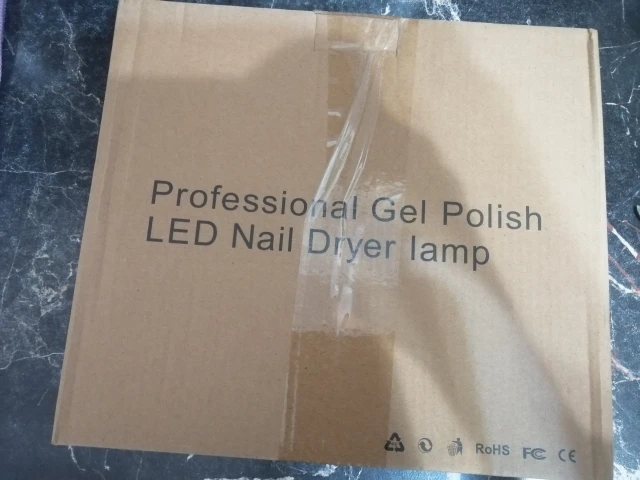 Professional Gel Polish
LED Nail Dryer lamp
RoHS FC CE